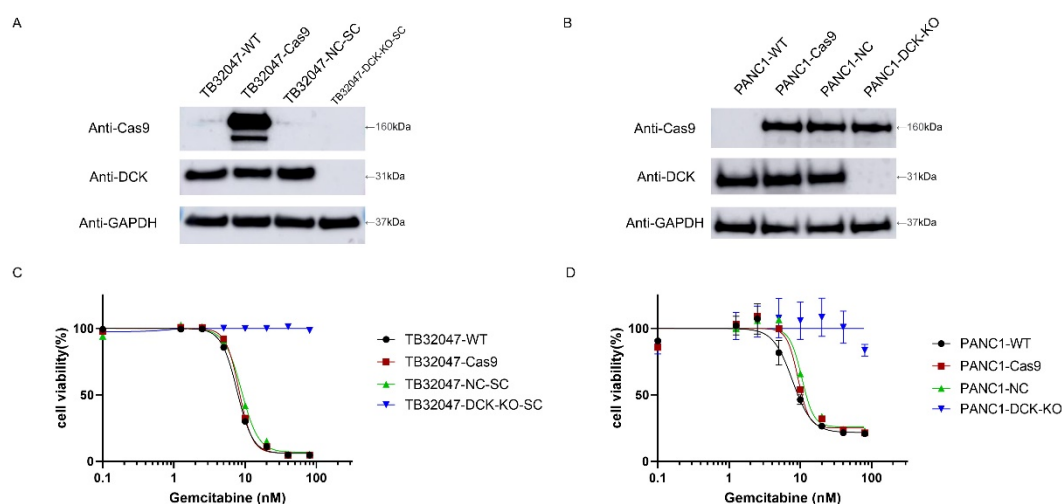 A
TB32047-WT
TB32047-Cas9
TB32047-NC-SC
TB32047-DCK-KO-SC
Anti-Cas9
←160kDa
Anti-DCK
←31kDa
Anti-GAPDH
←37kDa
B
PANC1-WT
PANC1-Cas9
PANC1-NC
PANC1-DCK-KO
Anti-Cas9
←160kDa
Anti-DCK
←31kDa
Anti-GAPDH
←37kDa
C
cell viability(%)
100
50
0
0.1
1
10
100
Gemcitabine (nM)
TB32047-WT
TB32047-Cas9
TB32047-NC-SC
TB32047-DCK-KO-SC
D
cell viability(%)
100
50
0
0.1
1
10
100
Gemcitabine (nM)
PANC1-WT
PANC1-Cas9
PANC1-NC
PANC1-DCK-KO